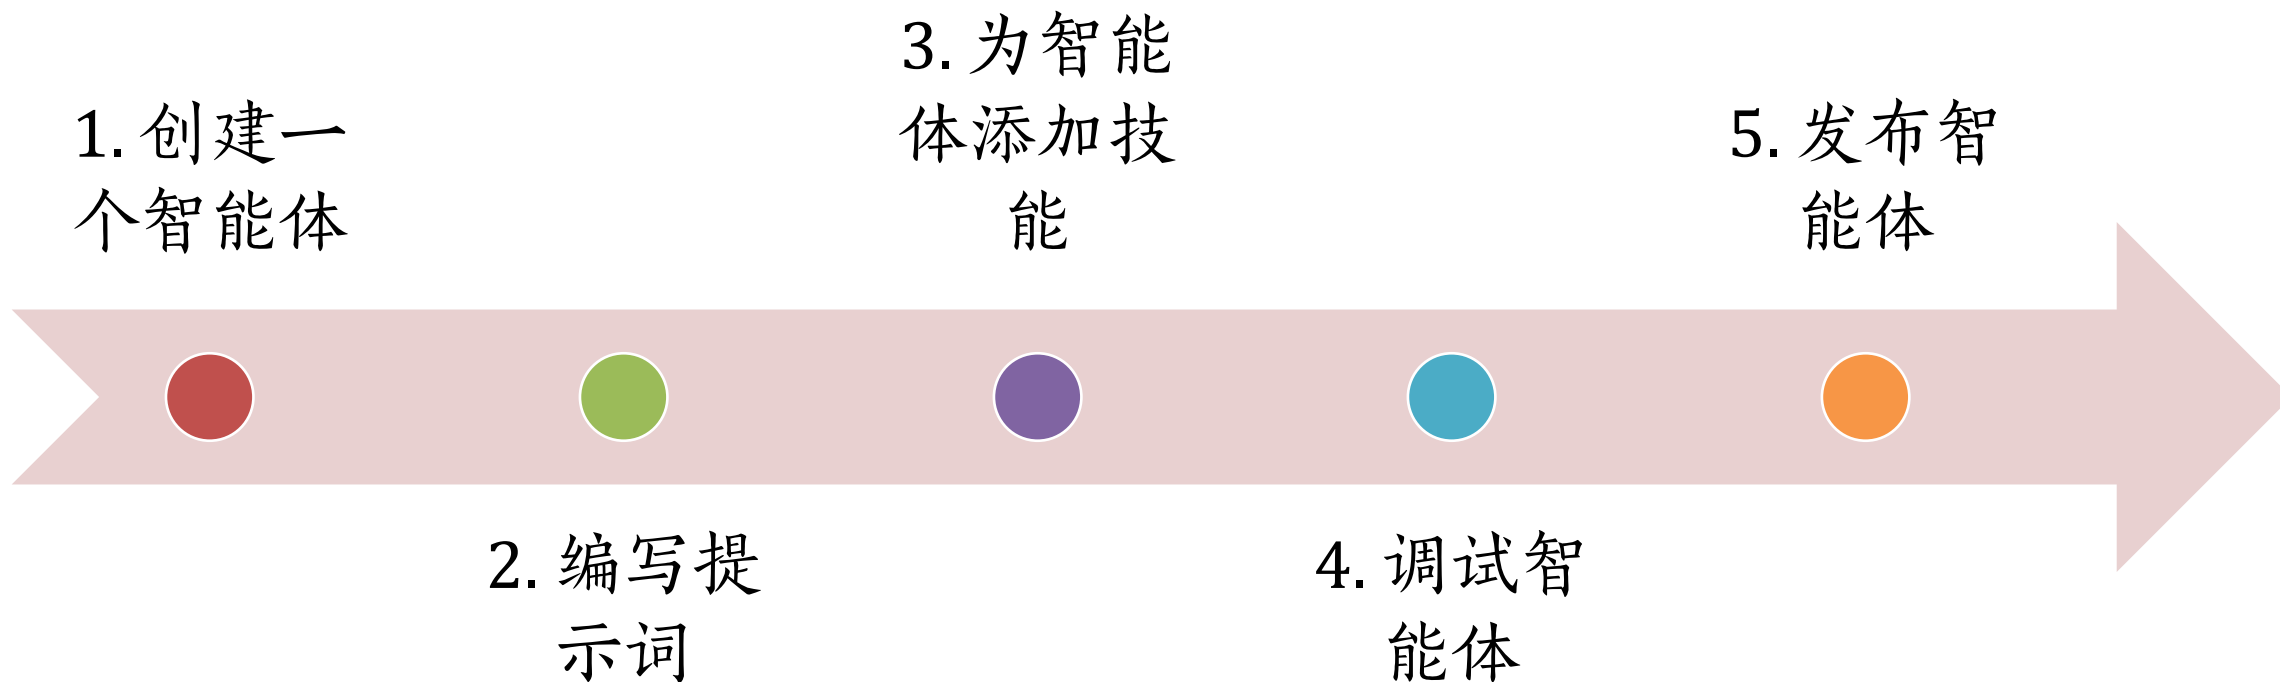 1. 创建一
个智能体
2. 编写提
示词
3. 为智能
体添加技
能
4. 调试智
能体
5. 发布智
能体